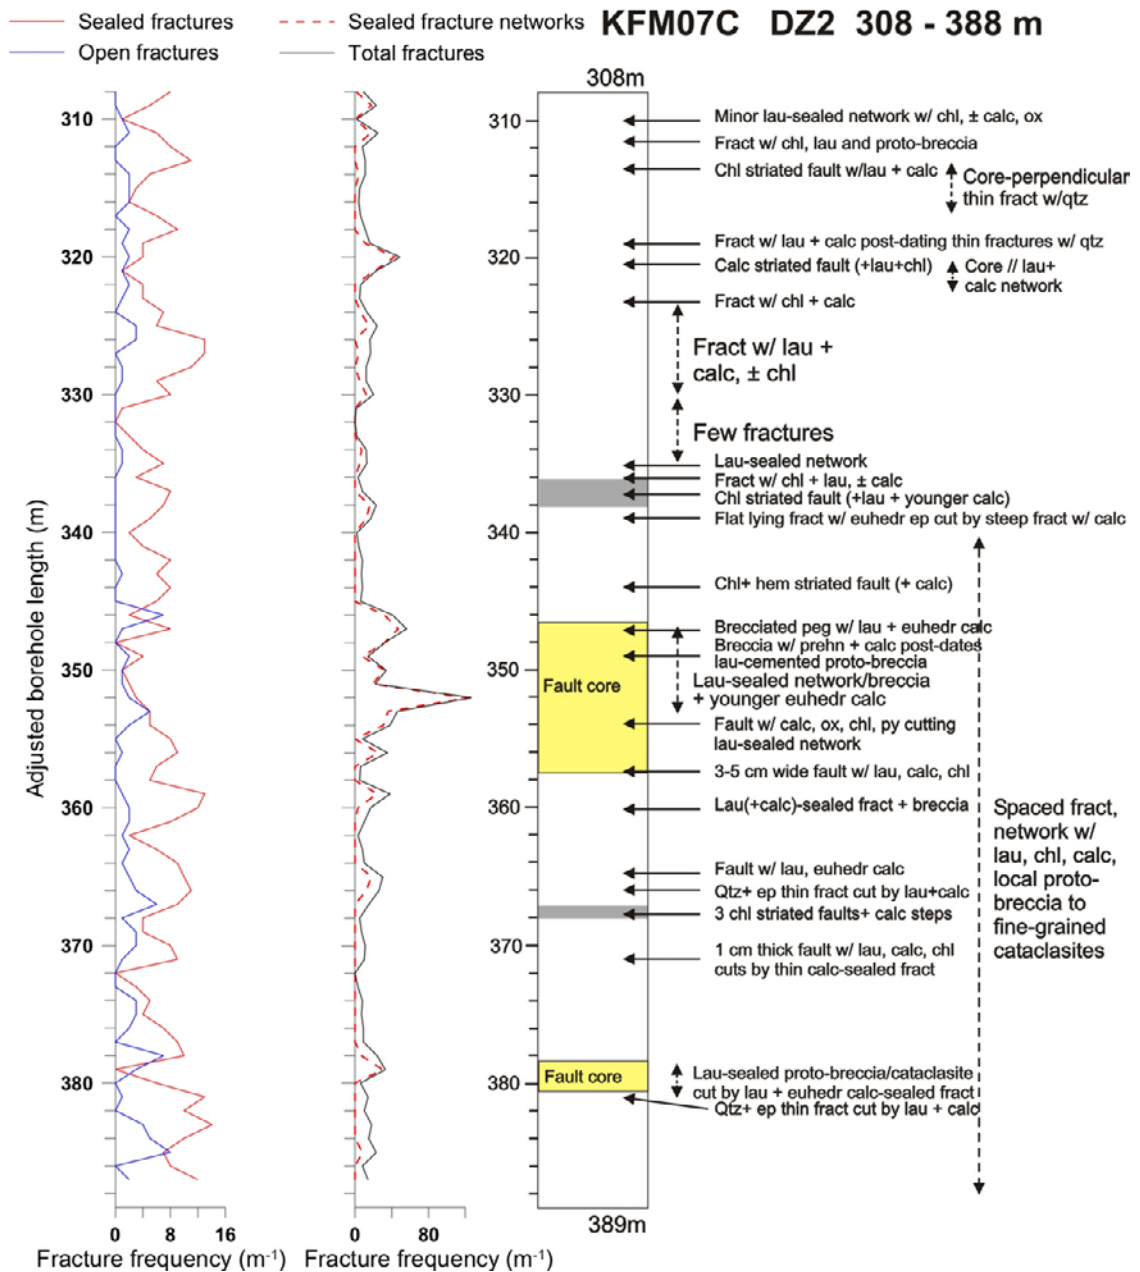 Sealed fractures
Sealed fracture networks
KFM07C DZ2 308 - 388 m
Open fractures
Total fractures
308m
310
310
Minor lau-sealed network w/ chl, ± calc, ox
Fract w/ chl, lau and proto-breccia
Chl striated fault w/lau + calc
Core-perpendicular
thin fract w/qtz
Fract w/ lau + calc post-dating thin fractures w/ qtz
320
320
Calc striated fault (+lau+chl)
Core // lau+
calc network
Fract w/ chl + calc
Fract w/ lau +
calc, ± chl
330
330
Few fractures
Lau-sealed network
Fract w/ chl + lau, ± calc
Chl striated fault (+lau + younger calc)
Flat lying fract w/ euhedr ep cut by steep fract w/ calc
340
340
Chl+ hem striated fault (+ calc)
Brecciated peg w/ lau + euhedr calc
Breccia w/ prehn + calc post-dates
lau-cemented proto-breccia
350
350
Fault core
Lau-sealed network/breccia
+ younger euhedr calc
Fault w/ calc, ox, chl, py cutting
lau-sealed network
3-5 cm wide fault w/ lau, calc, chl
360
360
Lau(+calc)-sealed fract + breccia
Spaced fract,
network w/
lau, chl, calc,
local proto-
breccia to
fine-grained
cataclasites
Fault w/ lau, euhedr calc
Qtz+ ep thin fract cut by lau+calc
3 chl striated faults+ calc steps
370
370
1 cm thick fault w/ lau, calc, chl
cuts by thin calc-sealed fract
380
380
Fault core
Lau-sealed proto-breccia/cataclasite
cut by lau + euhedr calc-sealed fract
Qtz+ ep thin fract cut by lau + calc
Adjusted borehole length (m)
389m
0 8 16
0 80
Fracture frequency (m⁻¹)
Fracture frequency (m⁻¹)